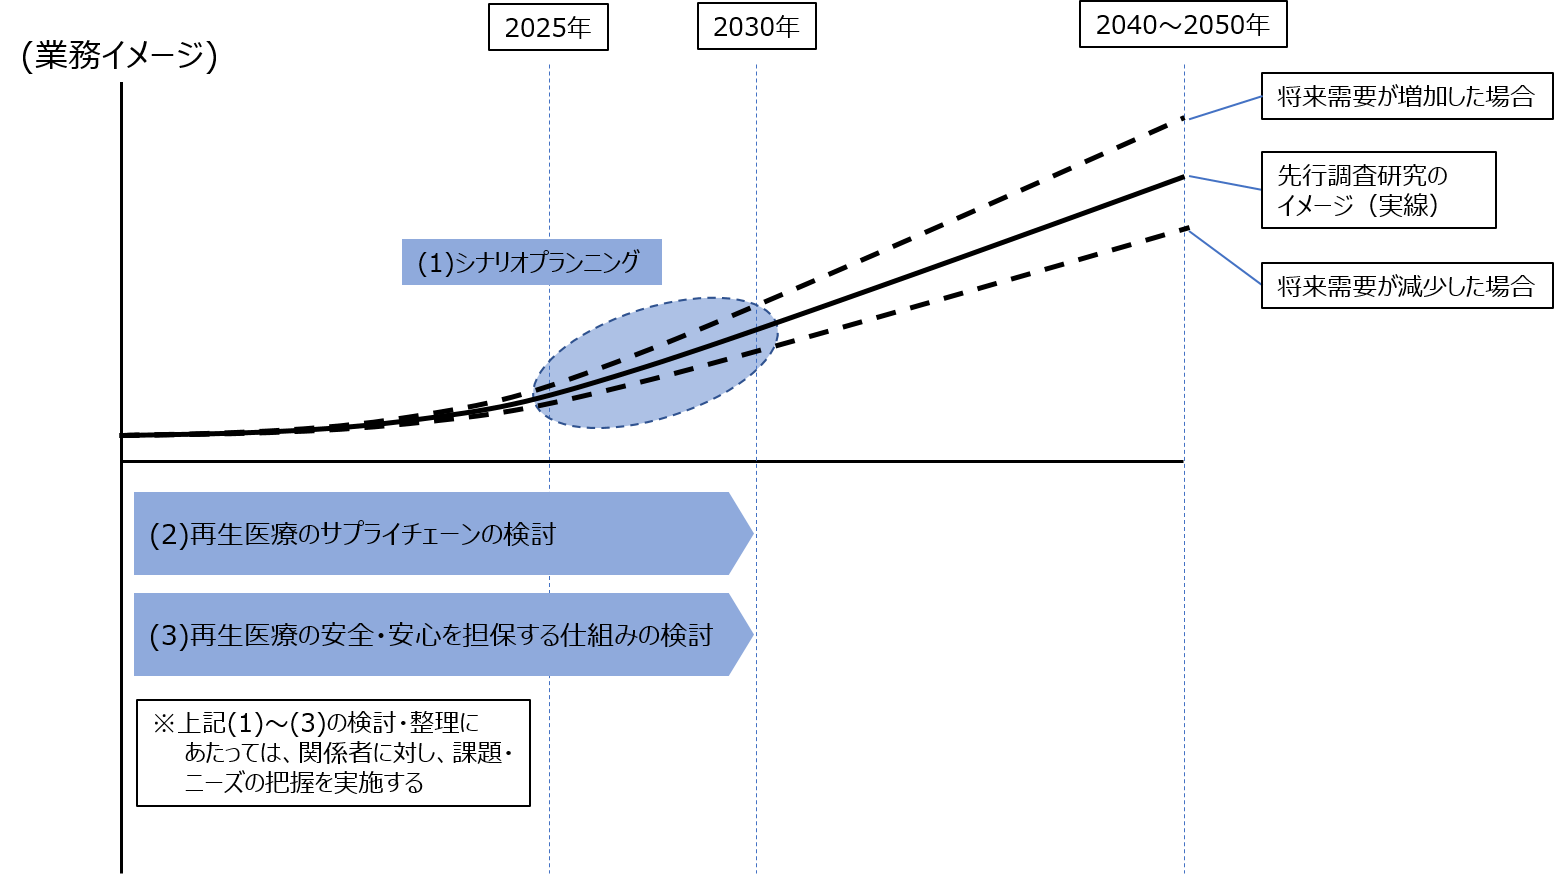 (業務イメージ)
2025年
2030年
2040～2050年
将来需要が増加した場合
先行調査研究の
イメージ（実線）
将来需要が減少した場合
(1)シナリオプランニング
(2)再生医療のサプライチェーンの検討
(3)再生医療の安全・安心を担保する仕組みの検討
※上記(1)～(3)の検討・整理に
あたっては、関係者に対し、課題・
ニーズの把握を実施する